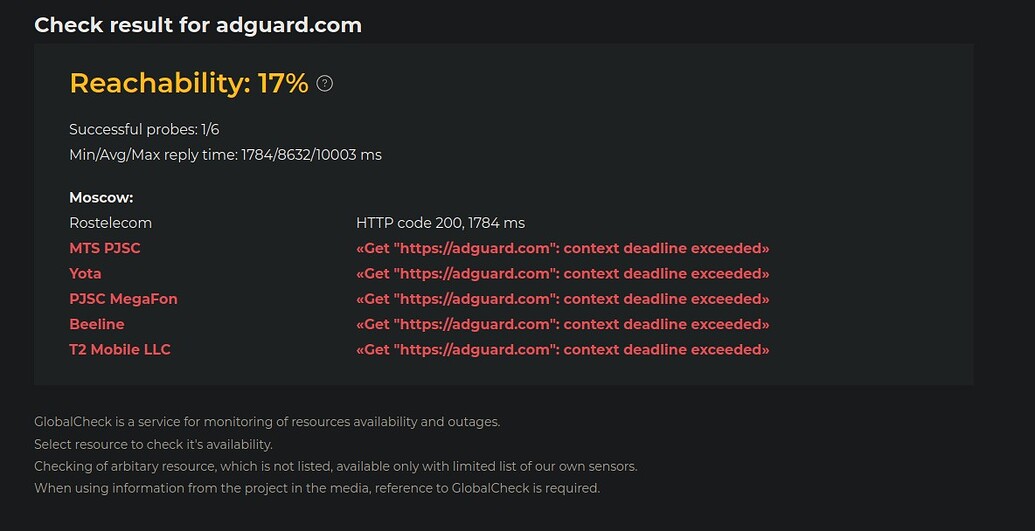 Check result for adguard.com
Reachability: 17% ?
Successful probes: 1/6
Min/Avg/Max reply time: 1784/8632/10003 ms
Moscow:
Rostelecom HTTP code 200, 1784 ms
MTS PJSC «Get "https://adguard.com": context deadline exceeded»
Yota «Get "https://adguard.com": context deadline exceeded»
PJSC MegaFon «Get "https://adguard.com": context deadline exceeded»
Beeline «Get "https://adguard.com": context deadline exceeded»
T2 Mobile LLC «Get "https://adguard.com": context deadline exceeded»
GlobalCheck is a service for monitoring of resources availability and outages.
Select resource to check it's availability.
Checking of arbitary resource, which is not listed, available only with limited list of our own sensors.
When using information from the project in the media, reference to GlobalCheck is required.